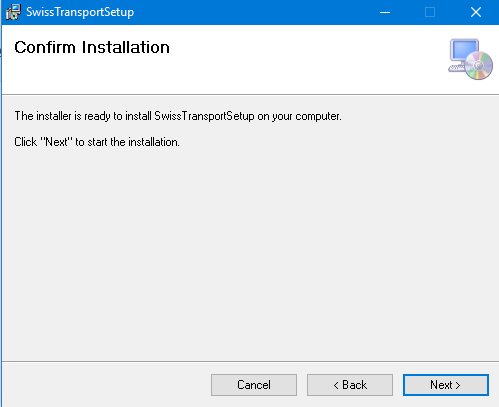 SwissTransportSetup
Confirm Installation
The installer is ready to install SwissTransportSetup on your computer.
Click "Next" to start the installation.
Cancel
< Back
Next >